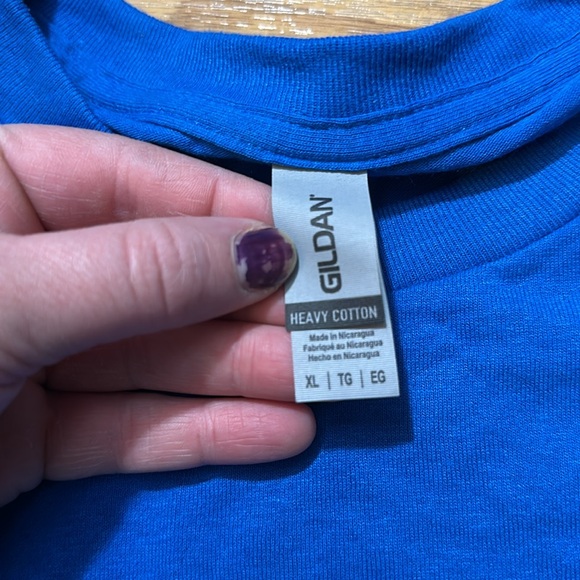 GILDAN
HEAVY COTTON
Made in Nicaragua
Fabriqué au Nicaragua
Hecho en Nicaragua
XL | TG | EG